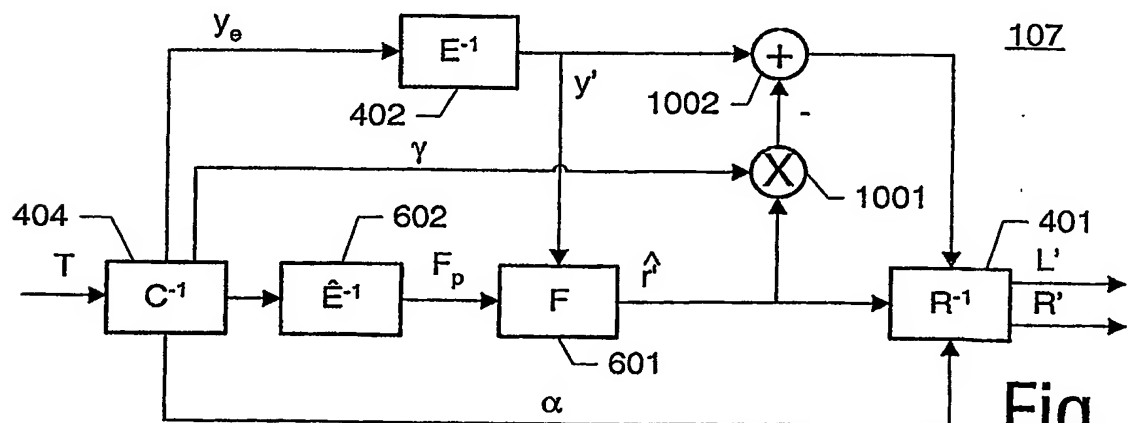 yₑ
E⁻¹
402
y'
+
1002
107
-
γ
X
1001
404
602
401
T
C⁻¹
Ê⁻¹
Fₚ
F
r̂'
R⁻¹
L'
R'
601
α
Fig